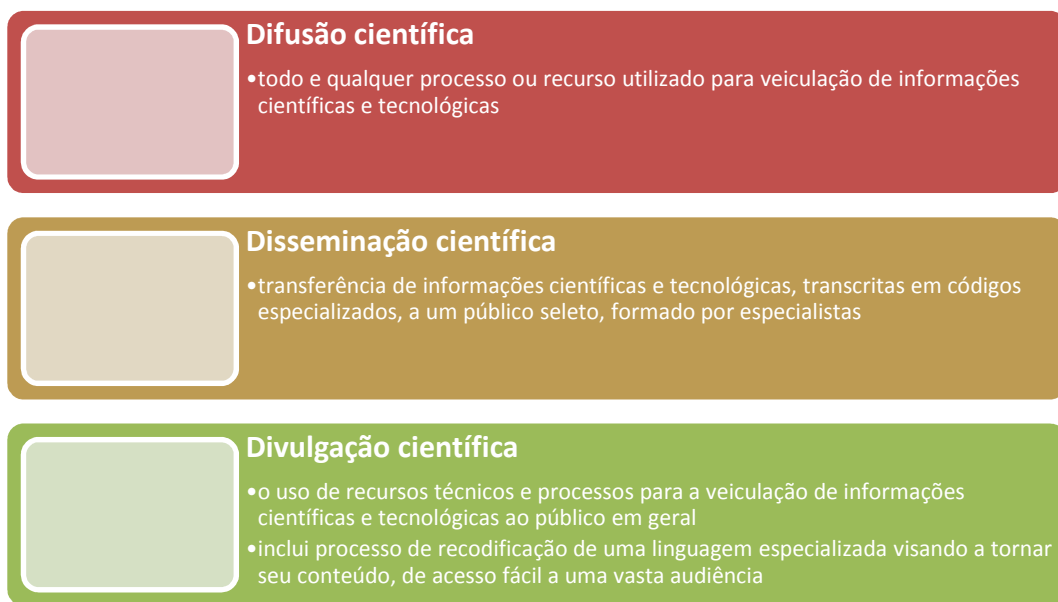 Difusão científica
•todo e qualquer processo ou recurso utilizado para veiculação de informações
científicas e tecnológicas
Disseminação científica
•transferência de informações científicas e tecnológicas, transcritas em códigos
especializados, a um público seleto, formado por especialistas
Divulgação científica
•o uso de recursos técnicos e processos para a veiculação de informações
científicas e tecnológicas ao público em geral
•inclui processo de recodificação de uma linguagem especializada visando a tornar
seu conteúdo, de acesso fácil a uma vasta audiência